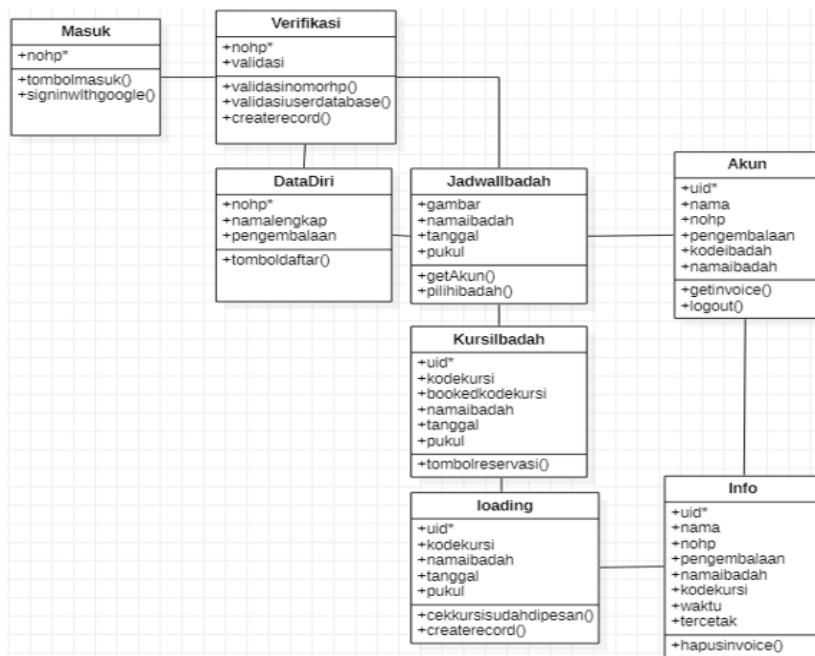 Masuk
+nohp*
+tombolmasuk()
+signinwithgoogle()
Verifikasi
+nohp*
+validasi
+validasinomorhp()
+validasiuserdatabase()
+createrecord()
DataDiri
+nohp*
+namalengkap
+pengembalaan
+tomboldaftar()
JadwalIbadah
+gambar
+namaibadah
+tanggal
+pukul
+getAkun()
+pilihibadah()
Akun
+uid*
+nama
+nohp
+pengembalaan
+kodeibadah
+namaibadah
+getinvoice()
+logout()
KursiIbadah
+uid*
+kodekursi
+bookedkodekursi
+namaibadah
+tanggal
+pukul
+tombolreservasi()
loading
+uid*
+kodekursi
+namaibadah
+tanggal
+pukul
+cekkursisudahdipesan()
+createrecord()
Info
+uid*
+nama
+nohp
+pengembalaan
+namaibadah
+kodekursi
+waktu
+tercetak
+hapusinvoice()